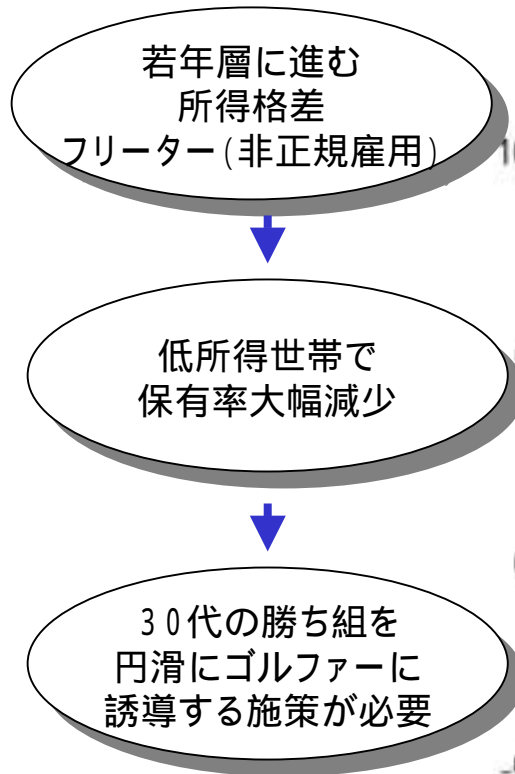 若年層に進む
所得格差
フリーター(非正規雇用)
低所得世帯で
保有率大幅減少
30代の勝ち組を
円滑にゴルファーに
誘導する施策が必要